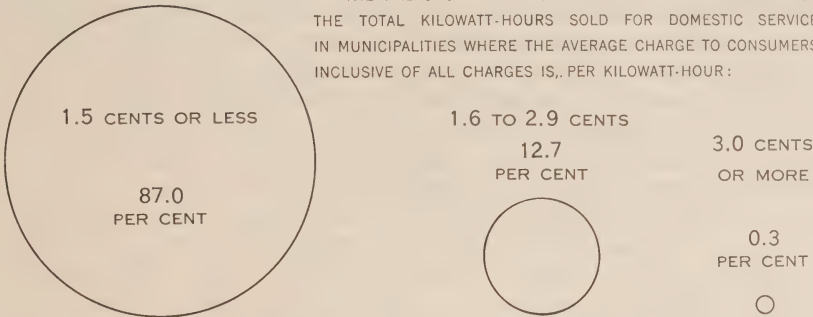 THE TOTAL KILOWATT-HOURS SOLD FOR DOMESTIC SERVICE
IN MUNICIPALITIES WHERE THE AVERAGE CHARGE TO CONSUMERS
INCLUSIVE OF ALL CHARGES IS,. PER KILOWATT-HOUR:
1.5 CENTS OR LESS
87.0
PER CENT
1.6 TO 2.9 CENTS
12.7
PER CENT
3.0 CENTS
OR MORE
0.3
PER CENT